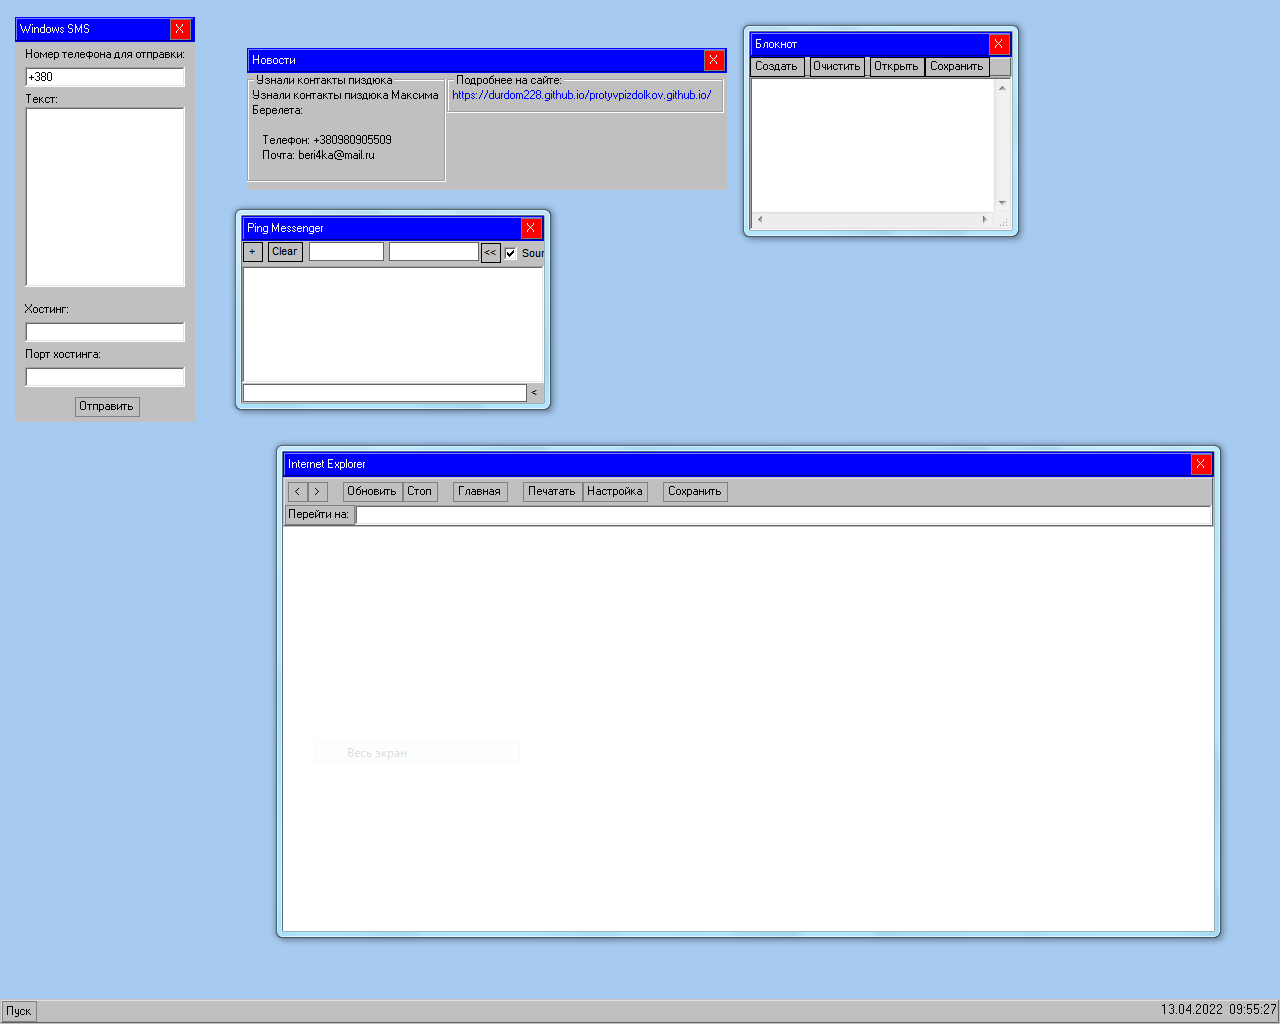 Windows SMS
X
Номер телефона для отправки:
+380
Текст:
Хостинг:
Порт хостинга:
Отправить
Новости
X
Узнали контакты пиздюка
Узнали контакты пиздюка Максима
Берелета:
Телефон: +380980905509
Почта: beri4ka@mail.ru
Подробнее на сайте:
https://durdom228.github.io/protyvpizdolkov.github.io/
Блокнот
X
Создать Очистить Открыть Сохранить
Ping Messenger
X
+ Clear << Sour
<
Internet Explorer
X
< > Обновить Стоп Главная Печатать Настройка Сохранить
Перейти на:
Весь экран
Пуск
13.04.2022 09:55:27